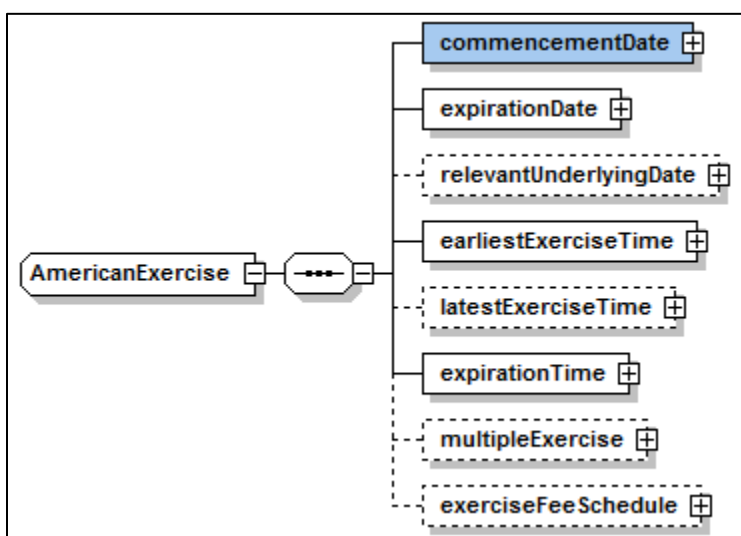 commencementDate
expirationDate
relevantUnderlyingDate
earliestExerciseTime
AmericanExercise
latestExerciseTime
expirationTime
multipleExercise
exerciseFeeSchedule